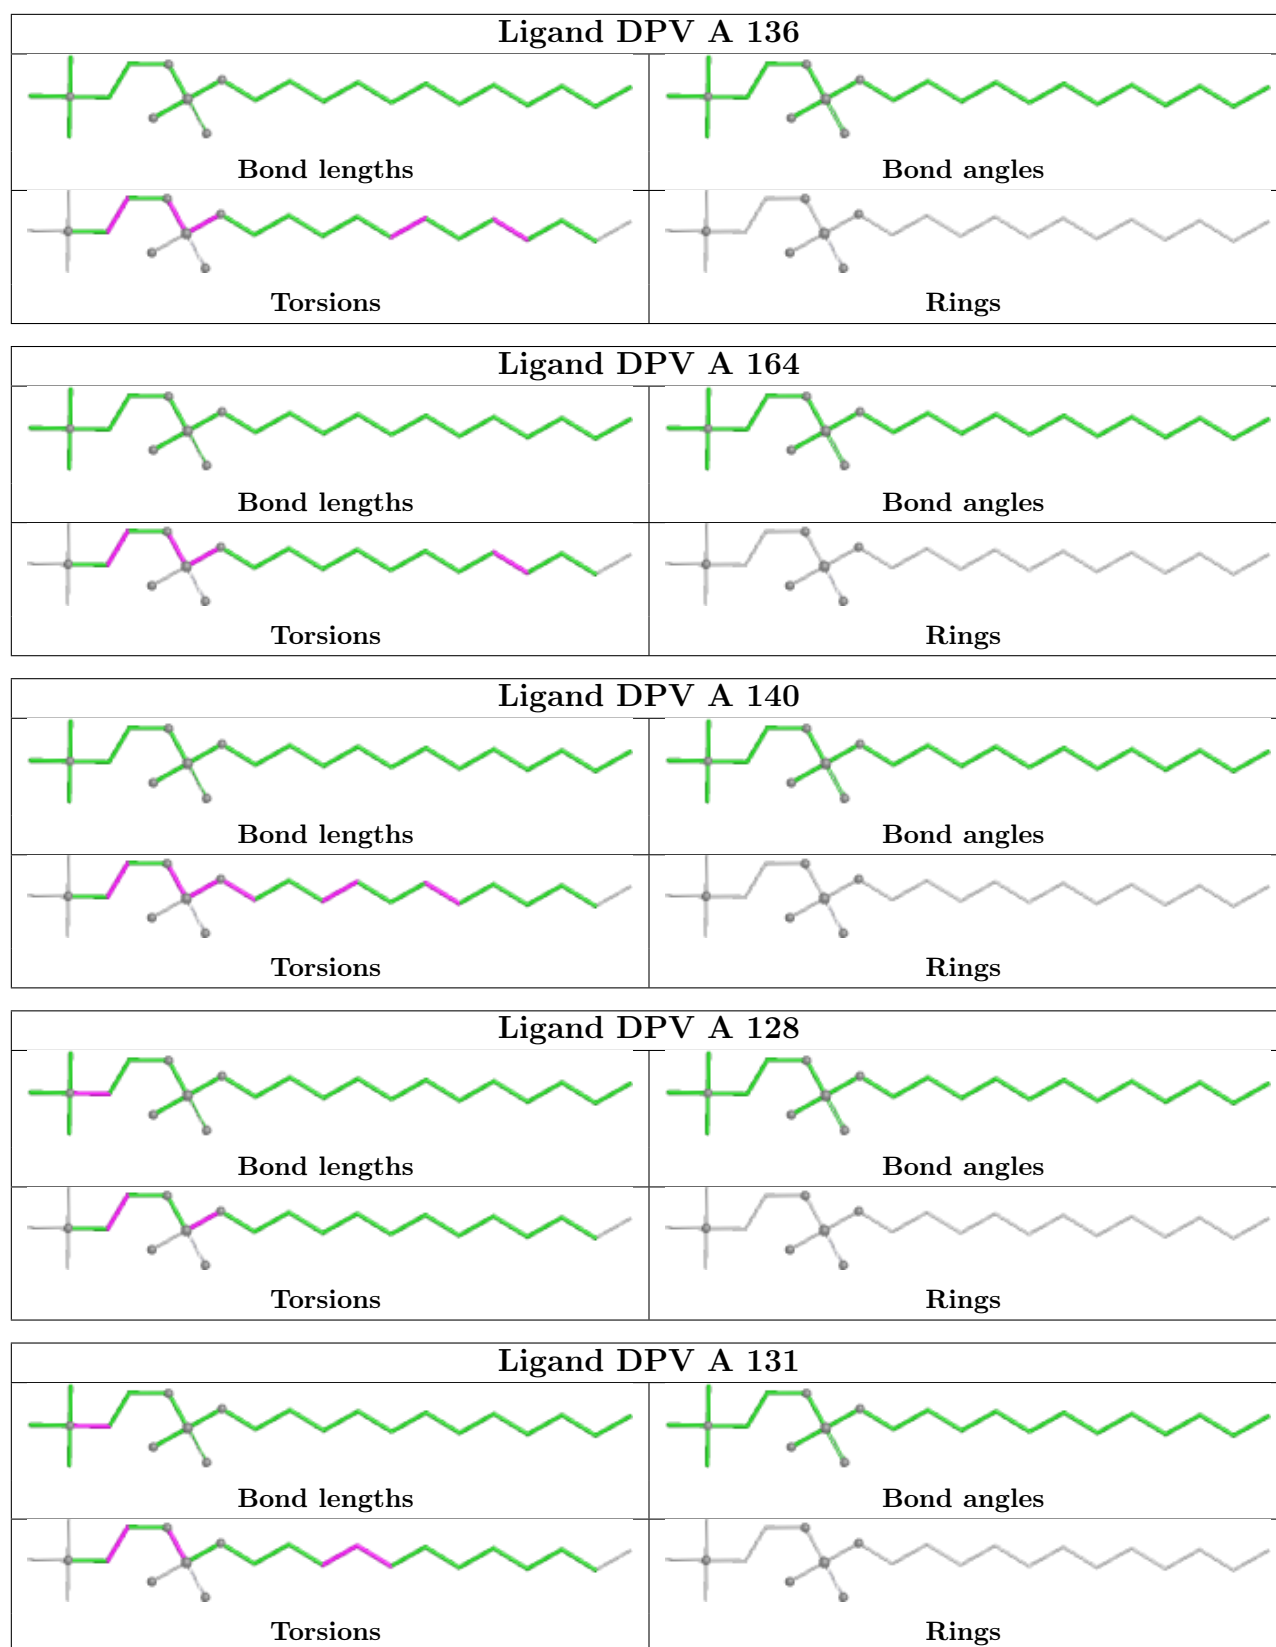 Ligand DPV A 136
Bond lengths
Bond angles
Torsions
Rings
Ligand DPV A 164
Bond lengths
Bond angles
Torsions
Rings
Ligand DPV A 140
Bond lengths
Bond angles
Torsions
Rings
Ligand DPV A 128
Bond lengths
Bond angles
Torsions
Rings
Ligand DPV A 131
Bond lengths
Bond angles
Torsions
Rings